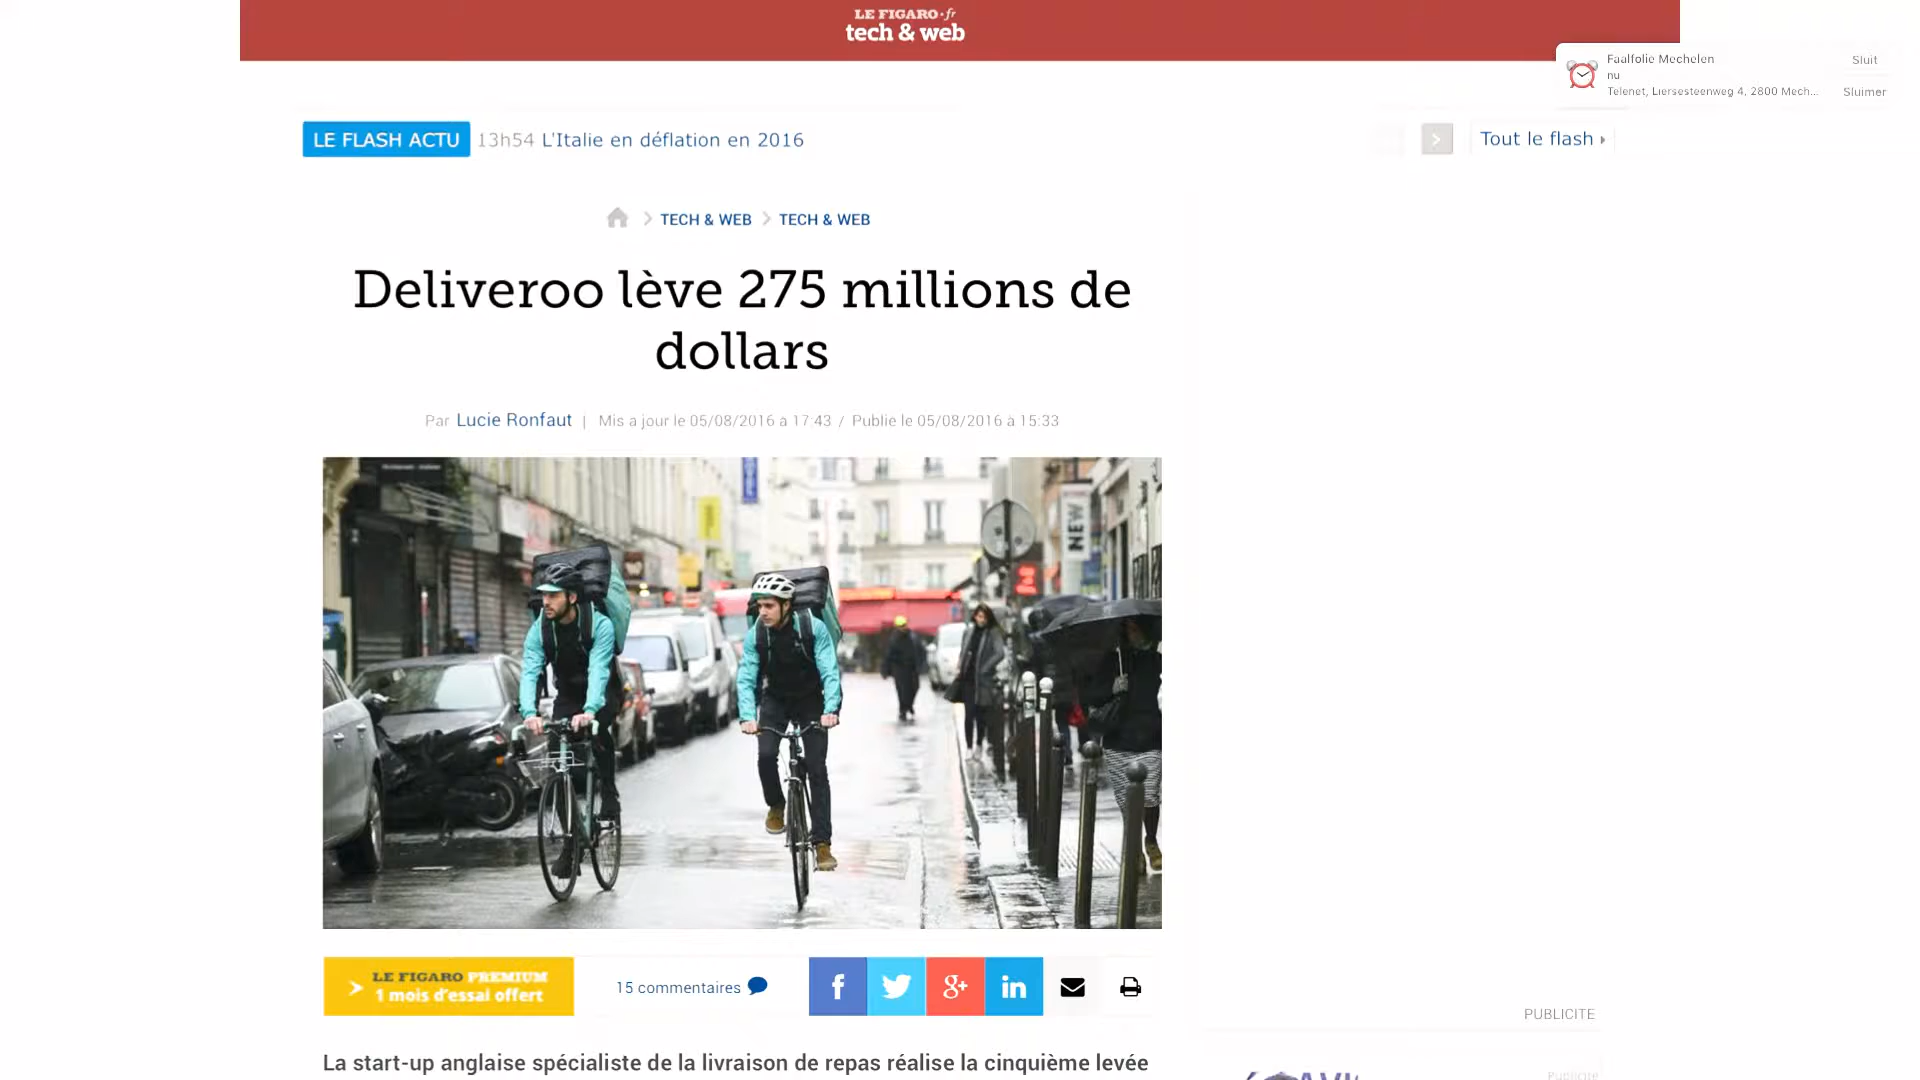 LE FIGARO·fr
tech & web
Faalfolie Mechelen
nu
Telenet, Liersesteenweg 4, 2800 Mech...
Sluit
Sluimer
LE FLASH ACTU 13h54 L'Italie en déflation en 2016
Tout le flash
TECH & WEB TECH & WEB
Deliveroo lève 275 millions de
dollars
Par Lucie Ronfaut | Mis a jour le 05/08/2016 à 17:43 / Publie le 05/08/2016 à 15:33
NEW
LE FIGARO PREMIUM
1 mois d'essai offert
15 commentaires
f
g+
in
PUBLICITE
La start-up anglaise spécialiste de la livraison de repas réalise la cinquième levée
Publicité